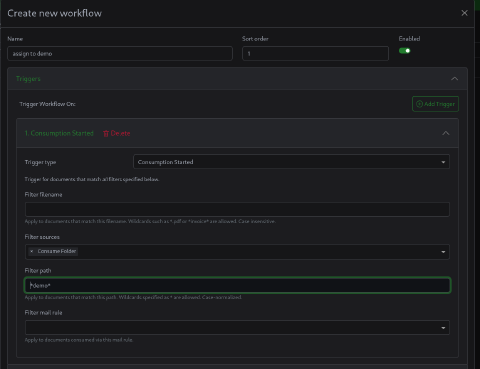 Create new workflow
Name
Sort order
Enabled
assign to demo
1
Triggers
Trigger Workflow On:
Add Trigger
1. Consumption Started
Delete
Trigger type
Consumption Started
Trigger for documents that match all filters specified below.
Filter filename
Apply to documents that match this filename. Wildcards such as *.pdf or *invoice* are allowed. Case insensitive.
Filter sources
× Consume Folder
Filter path
*demo*
Apply to documents that match this path. Wildcards specified as * are allowed. Case-normalized.
Filter mail rule
Apply to documents consumed via this mail rule.